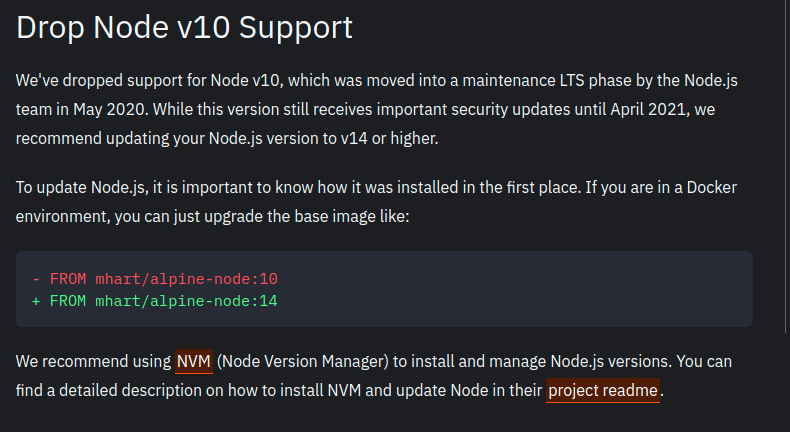 Drop Node v10 Support
We've dropped support for Node v10, which was moved into a maintenance LTS phase by the Node.js
team in May 2020. While this version still receives important security updates until April 2021, we
recommend updating your Node.js version to v14 or higher.
To update Node.js, it is important to know how it was installed in the first place. If you are in a Docker
environment, you can just upgrade the base image like:
- FROM mhart/alpine-node:10
+ FROM mhart/alpine-node:14
We recommend using NVM (Node Version Manager) to install and manage Node.js versions. You can
find a detailed description on how to install NVM and update Node in their project readme.